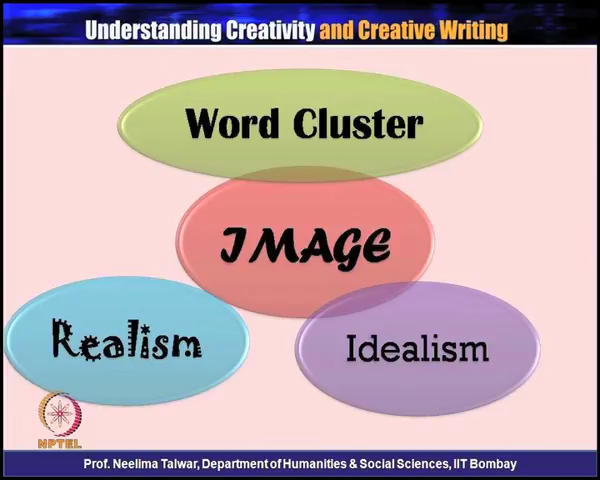 Understanding Creativity and Creative Writing
Word Cluster
IMAGE
Realism
Idealism
NPTEL
Prof. Neelima Talwar, Department of Humanities & Social Sciences, IIT Bombay